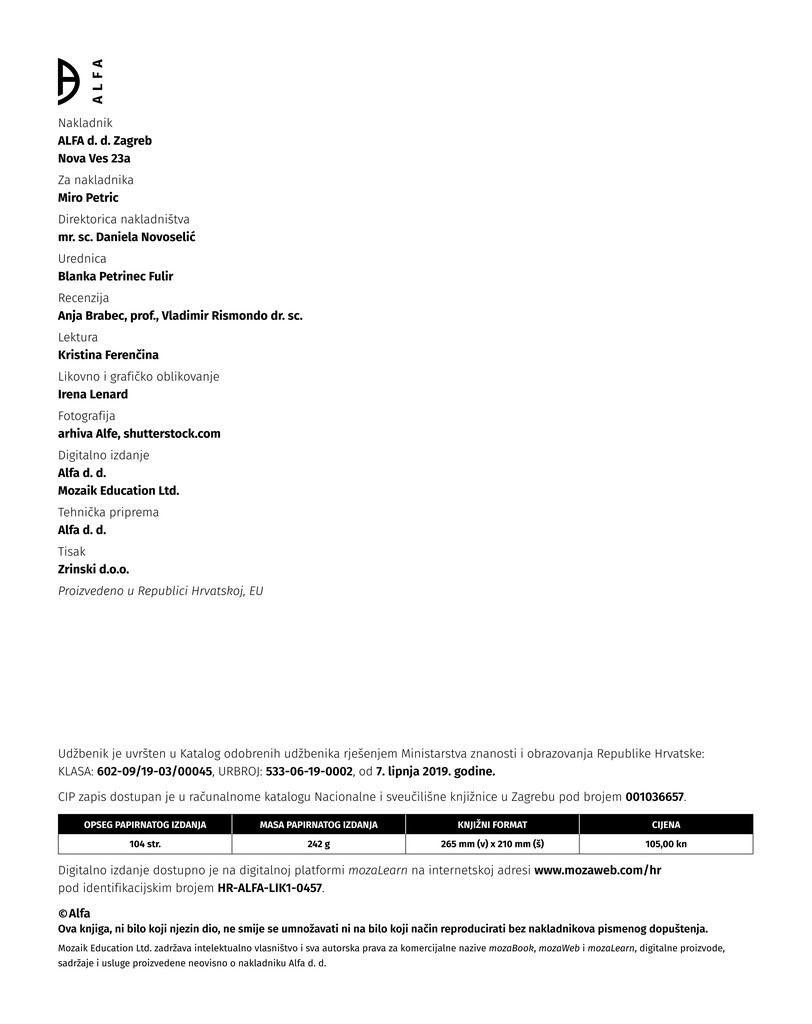 ALFA
Nakladnik
ALFA d. d. Zagreb
Nova Ves 23a
Za nakladnika
Miro Petric
Direktorica nakladništva
mr. sc. Daniela Novoselić
Urednica
Blanka Petrinec Fulir
Recenzija
Anja Brabec, prof., Vladimir Rismondo dr. sc.
Lektura
Kristina Ferenčina
Likovno i grafičko oblikovanje
Irena Lenard
Fotografija
arhiva Alfe, shutterstock.com
Digitalno izdanje
Alfa d. d.
Mozaik Education Ltd.
Tehnička priprema
Alfa d. d.
Tisak
Zrinski d.o.o.
Proizvedeno u Republici Hrvatskoj, EU
Udžbenik je uvršten u Katalog odobrenih udžbenika rješenjem Ministarstva znanosti i obrazovanja Republike Hrvatske:
KLASA: 602-09/19-03/00045, URBROJ: 533-06-19-0002, od 7. lipnja 2019. godine.
CIP zapis dostupan je u računalnome katalogu Nacionalne i sveučilišne knjižnice u Zagrebu pod brojem 001036657.
OPSEG PAPIRNATOG IZDANJA MASA PAPIRNATOG IZDANJA KNJIŽNI FORMAT CIJENA
104 str. 242 g 265 mm (v) x 210 mm (š) 105,00 kn
Digitalno izdanje dostupno je na digitalnoj platformi mozaLearn na internetskoj adresi www.mozaweb.com/hr
pod identifikacijskim brojem HR-ALFA-LIK1-0457.
©Alfa
Ova knjiga, ni bilo koji njezin dio, ne smije se umnožavati ni na bilo koji način reproducirati bez nakladnikova pismenog dopuštenja.
Mozaik Education Ltd. zadržava intelektualno vlasništvo i sva autorska prava za komercijalne nazive mozaBook, mozaWeb i mozaLearn, digitalne proizvode,
sadržaje i usluge proizvedene neovisno o nakladniku Alfa d. d.